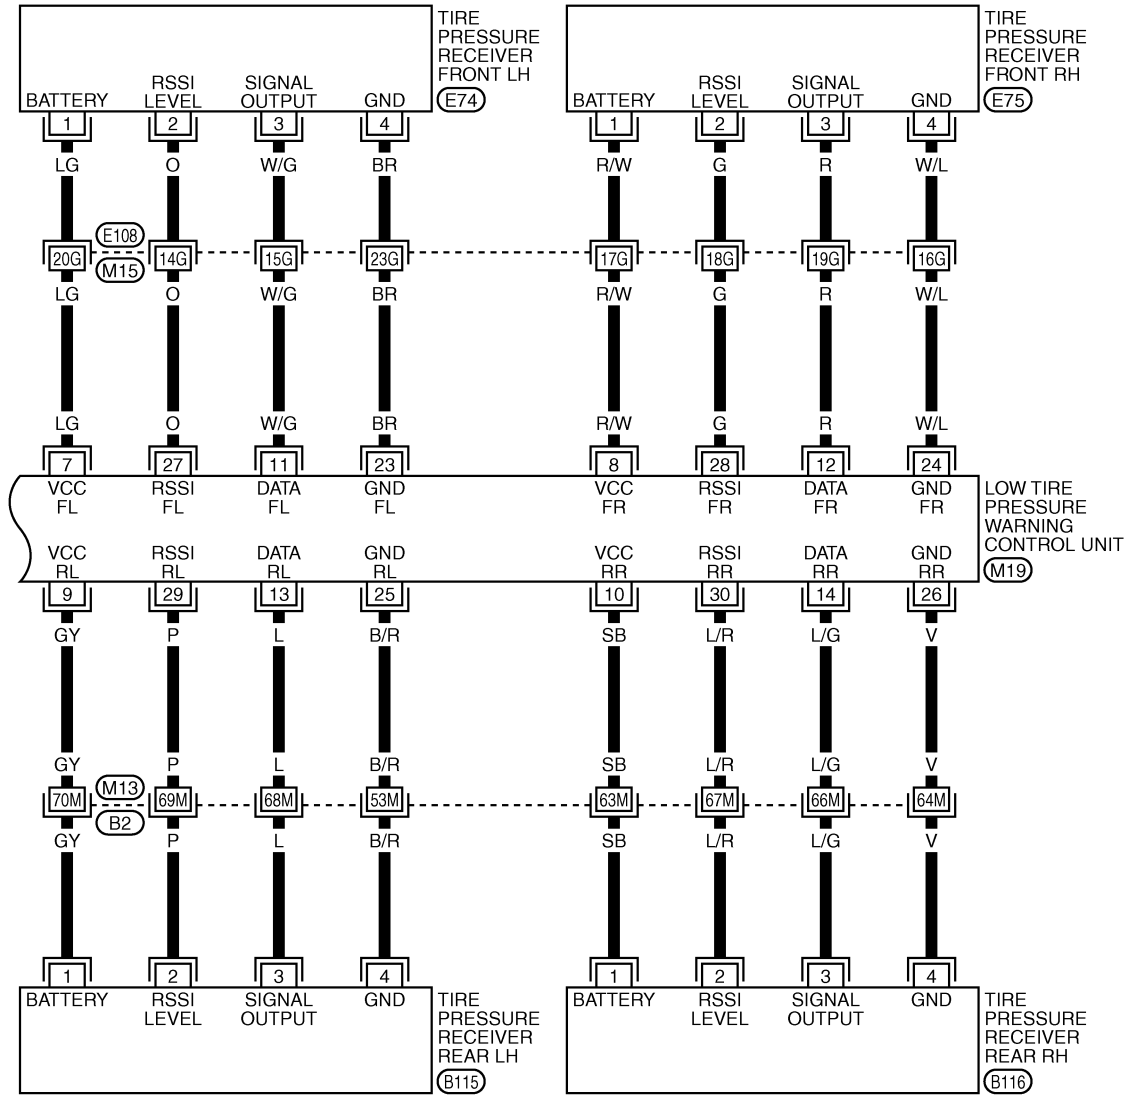 TIRE
PRESSURE
RECEIVER
FRONT LH
E74
TIRE
PRESSURE
RECEIVER
FRONT RH
E75
BATTERY
RSSI
LEVEL
SIGNAL
OUTPUT
GND
BATTERY
RSSI
LEVEL
SIGNAL
OUTPUT
GND
1 2 3 4 1 2 3 4
LG O W/G BR R/W G R W/L
E108
20G 14G 15G 23G 17G 18G 19G 16G
M15
LG O W/G BR R/W G R W/L
LG O W/G BR R/W G R W/L
7 27 11 23 8 28 12 24
VCC RSSI DATA GND VCC RSSI DATA GND
FL FL FL FL FR FR FR FR
LOW TIRE
PRESSURE
WARNING
CONTROL UNIT
M19
VCC RSSI DATA GND VCC RSSI DATA GND
RL RL RL RL RR RR RR RR
9 29 13 25 10 30 14 26
GY P L B/R SB L/R L/G V
GY P L B/R SB L/R L/G V
M13
70M 69M 68M 53M 63M 67M 66M 64M
B2
GY P L B/R SB L/R L/G V
1 2 3 4 1 2 3 4
BATTERY
RSSI
LEVEL
SIGNAL
OUTPUT
GND
TIRE
PRESSURE
RECEIVER
REAR LH
B115
BATTERY
RSSI
LEVEL
SIGNAL
OUTPUT
GND
TIRE
PRESSURE
RECEIVER
REAR RH
B116